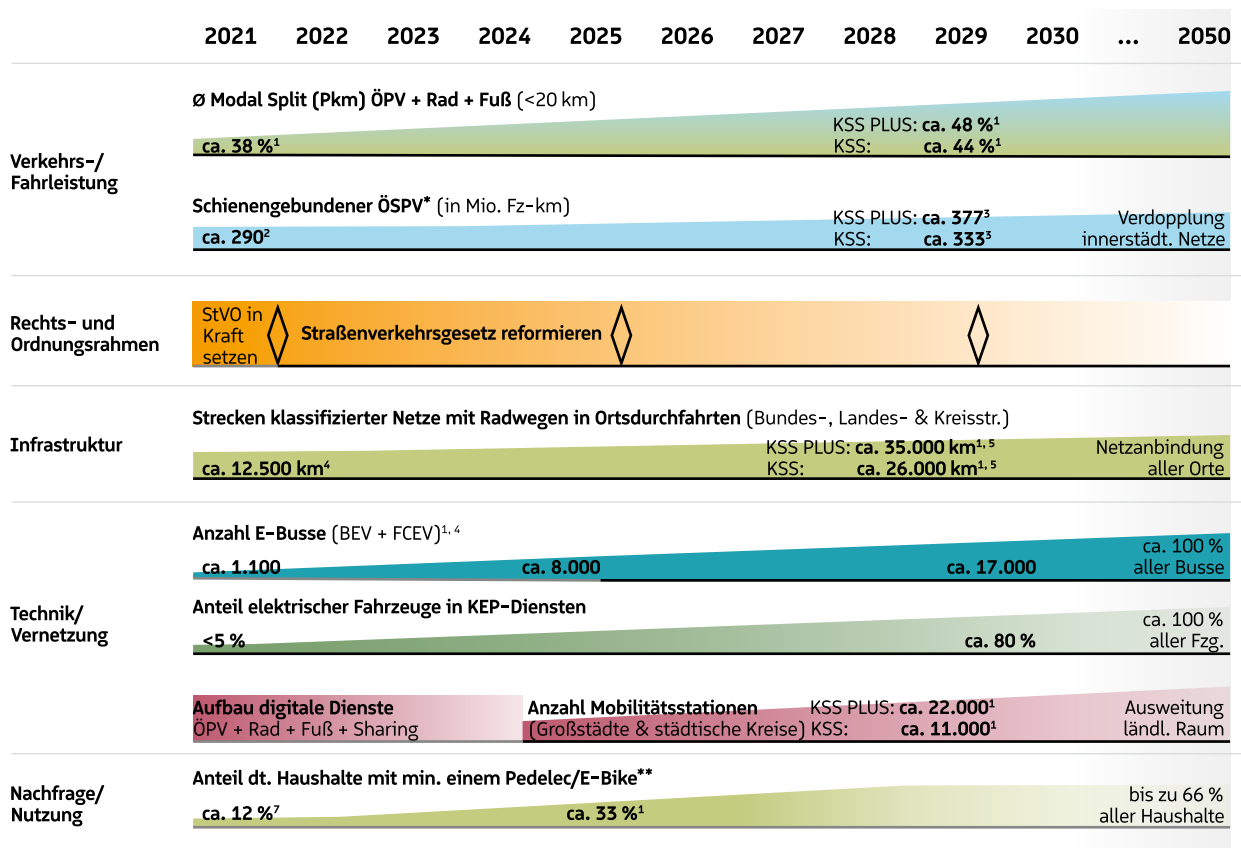 2021 2022 2023 2024 2025 2026 2027 2028 2029 2030 ... 2050
Verkehrs-/
Fahrleistung
Ø Modal Split (Pkm) ÖPV + Rad + Fuß (<20 km)
ca. 38 %¹
KSS PLUS: ca. 48 %¹
KSS: ca. 44 %¹
Schienengebundener ÖSPV* (in Mio. Fz-km)
ca. 290²
KSS PLUS: ca. 377³
KSS: ca. 333³
Verdopplung
innerstädt. Netze
Rechts- und
Ordnungsrahmen
StVO in
Kraft
setzen
Straßenverkehrsgesetz reformieren
Infrastruktur
Strecken klassifizierter Netze mit Radwegen in Ortsdurchfahrten (Bundes-, Landes- & Kreisstr.)
ca. 12.500 km⁴
KSS PLUS: ca. 35.000 km¹, ⁵
KSS: ca. 26.000 km¹, ⁵
Netzanbindung
aller Orte
Technik/
Vernetzung
Anzahl E-Busse (BEV + FCEV)¹, ⁴
ca. 1.100
ca. 8.000
ca. 17.000
ca. 100 %
aller Busse
Anteil elektrischer Fahrzeuge in KEP-Diensten
<5 %
ca. 80 %
ca. 100 %
aller Fzg.
Aufbau digitale Dienste
ÖPV + Rad + Fuß + Sharing
Anzahl Mobilitätsstationen
(Großstädte & städtische Kreise)
KSS PLUS: ca. 22.000¹
KSS: ca. 11.000¹
Ausweitung
ländl. Raum
Nachfrage/
Nutzung
Anteil dt. Haushalte mit min. einem Pedelec/E-Bike**
ca. 12 %⁷
ca. 33 %¹
bis zu 66 %
aller Haushalte